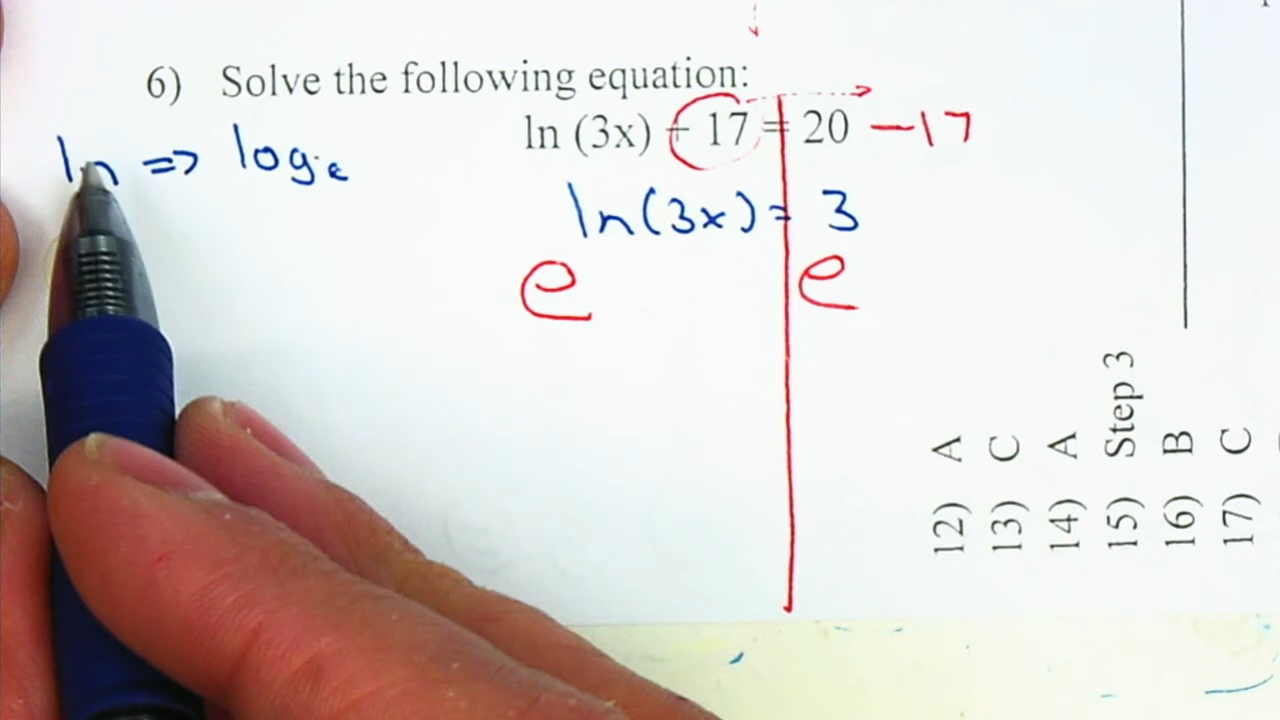 6) Solve the following equation:
ln (3x) + 17 = 20 -17
ln => log e
ln(3x) = 3
e e
12) A
13) C
14) A
15) Step 3
16) B
17) C